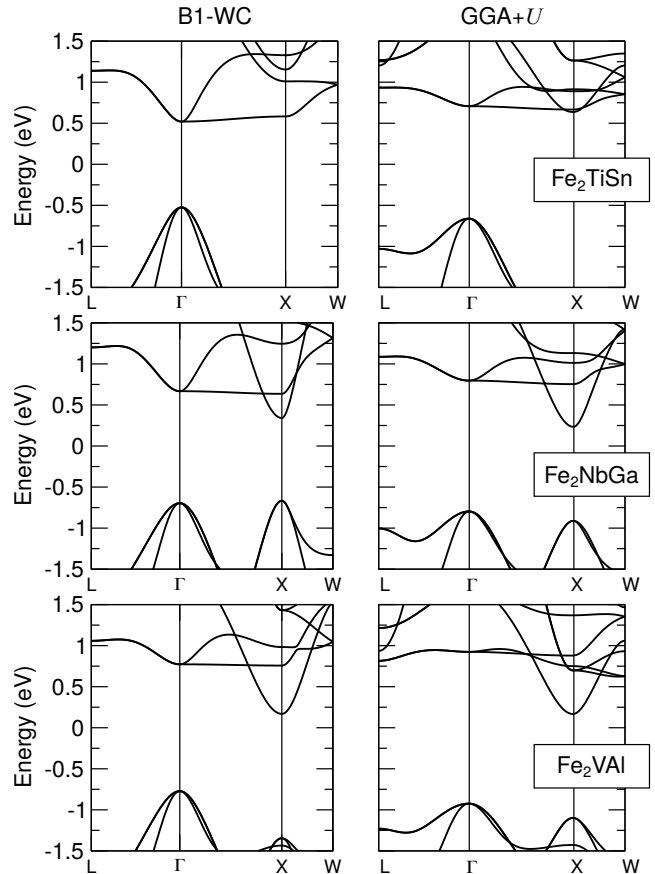 B1-WC GGA+U
1.5
1
0.5
0
-0.5
-1
-1.5
Energy (eV)
L Γ X W L Γ X W
Fe₂TiSn
1.5
1
0.5
0
-0.5
-1
-1.5
Energy (eV)
L Γ X W L Γ X W
Fe₂NbGa
1.5
1
0.5
0
-0.5
-1
-1.5
Energy (eV)
L Γ X W L Γ X W
Fe₂VAl